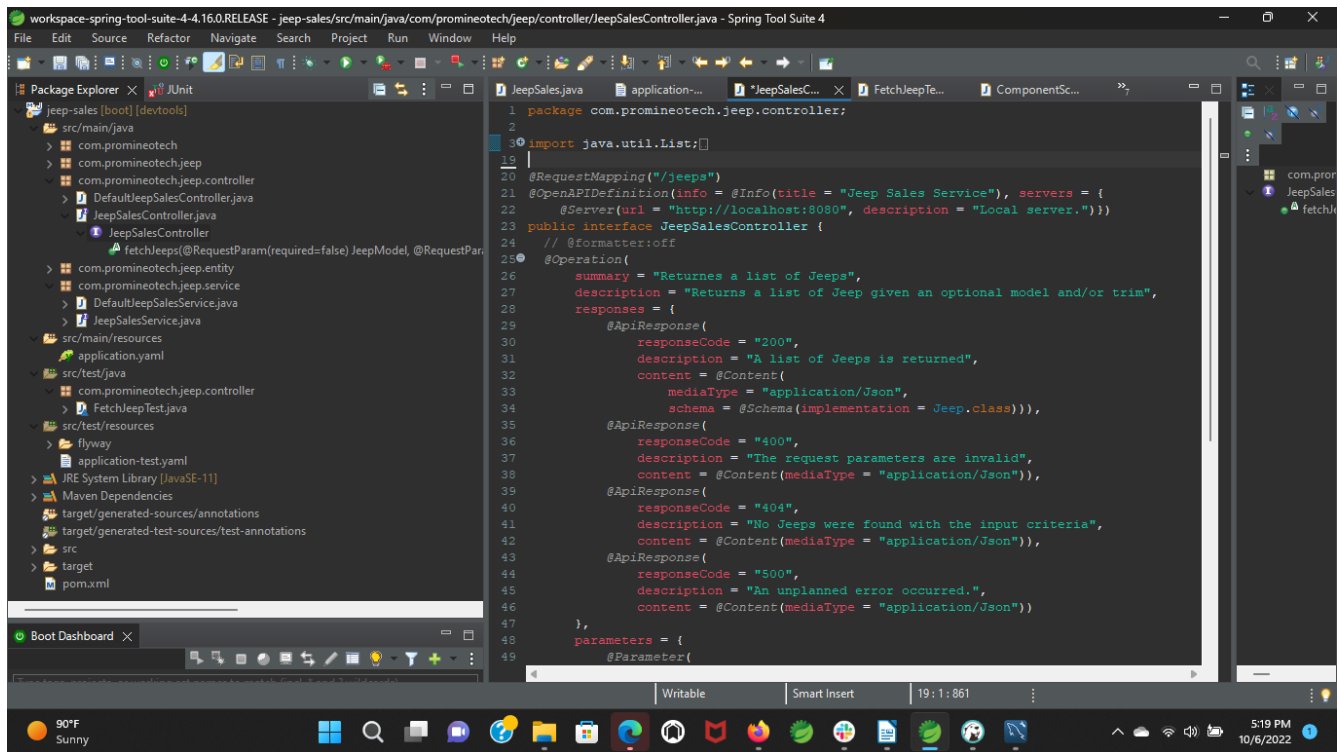 workspace-spring-tool-suite-4-4.16.0.RELEASE - jeep-sales/src/main/java/com/promineotech/jeep/controller/JeepSalesController.java - Spring Tool Suite 4
File Edit Source Refactor Navigate Search Project Run Window Help
Package Explorer JUnit
jeep-sales [boot] [devtools]
src/main/java
com.promineotech
com.promineotech.jeep
com.promineotech.jeep.controller
DefaultJeepSalesController.java
JeepSalesController.java
JeepSalesController
fetchJeeps(@RequestParam(required=false) JeepModel, @RequestPar
com.promineotech.jeep.entity
com.promineotech.jeep.service
DefaultJeepSalesService.java
JeepSalesService.java
src/main/resources
application.yaml
src/test/java
com.promineotech.jeep.controller
FetchJeepTest.java
src/test/resources
flyway
application-test.yaml
JRE System Library [JavaSE-11]
Maven Dependencies
target/generated-sources/annotations
target/generated-test-sources/test-annotations
src
target
pom.xml
Boot Dashboard
JeepSales.java application-... *JeepSalesC... FetchJeepTe... ComponentSc... »7
1 package com.promineotech.jeep.controller;
2
3 import java.util.List;
19
20 @RequestMapping("/jeeps")
21 @OpenAPIDefinition(info = @Info(title = "Jeep Sales Service"), servers = {
22 @Server(url = "http://localhost:8080", description = "Local server.")})
23 public interface JeepSalesController {
24 // @formatter:off
25 @Operation(
26 summary = "Returnes a list of Jeeps",
27 description = "Returns a list of Jeep given an optional model and/or trim",
28 responses = {
29 @ApiResponse(
30 responseCode = "200",
31 description = "A list of Jeeps is returned",
32 content = @Content(
33 mediaType = "application/Json",
34 schema = @Schema(implementation = Jeep.class))),
35 @ApiResponse(
36 responseCode = "400",
37 description = "The request parameters are invalid",
38 content = @Content(mediaType = "application/Json")),
39 @ApiResponse(
40 responseCode = "404",
41 description = "No Jeeps were found with the input criteria",
42 content = @Content(mediaType = "application/Json")),
43 @ApiResponse(
44 responseCode = "500",
45 description = "An unplanned error occurred.",
46 content = @Content(mediaType = "application/Json"))
47 },
48 parameters = {
49 @Parameter(
com.pror
JeepSales
fetchJe
Writable Smart Insert 19 : 1 : 861
90°F
Sunny
5:19 PM
10/6/2022
1